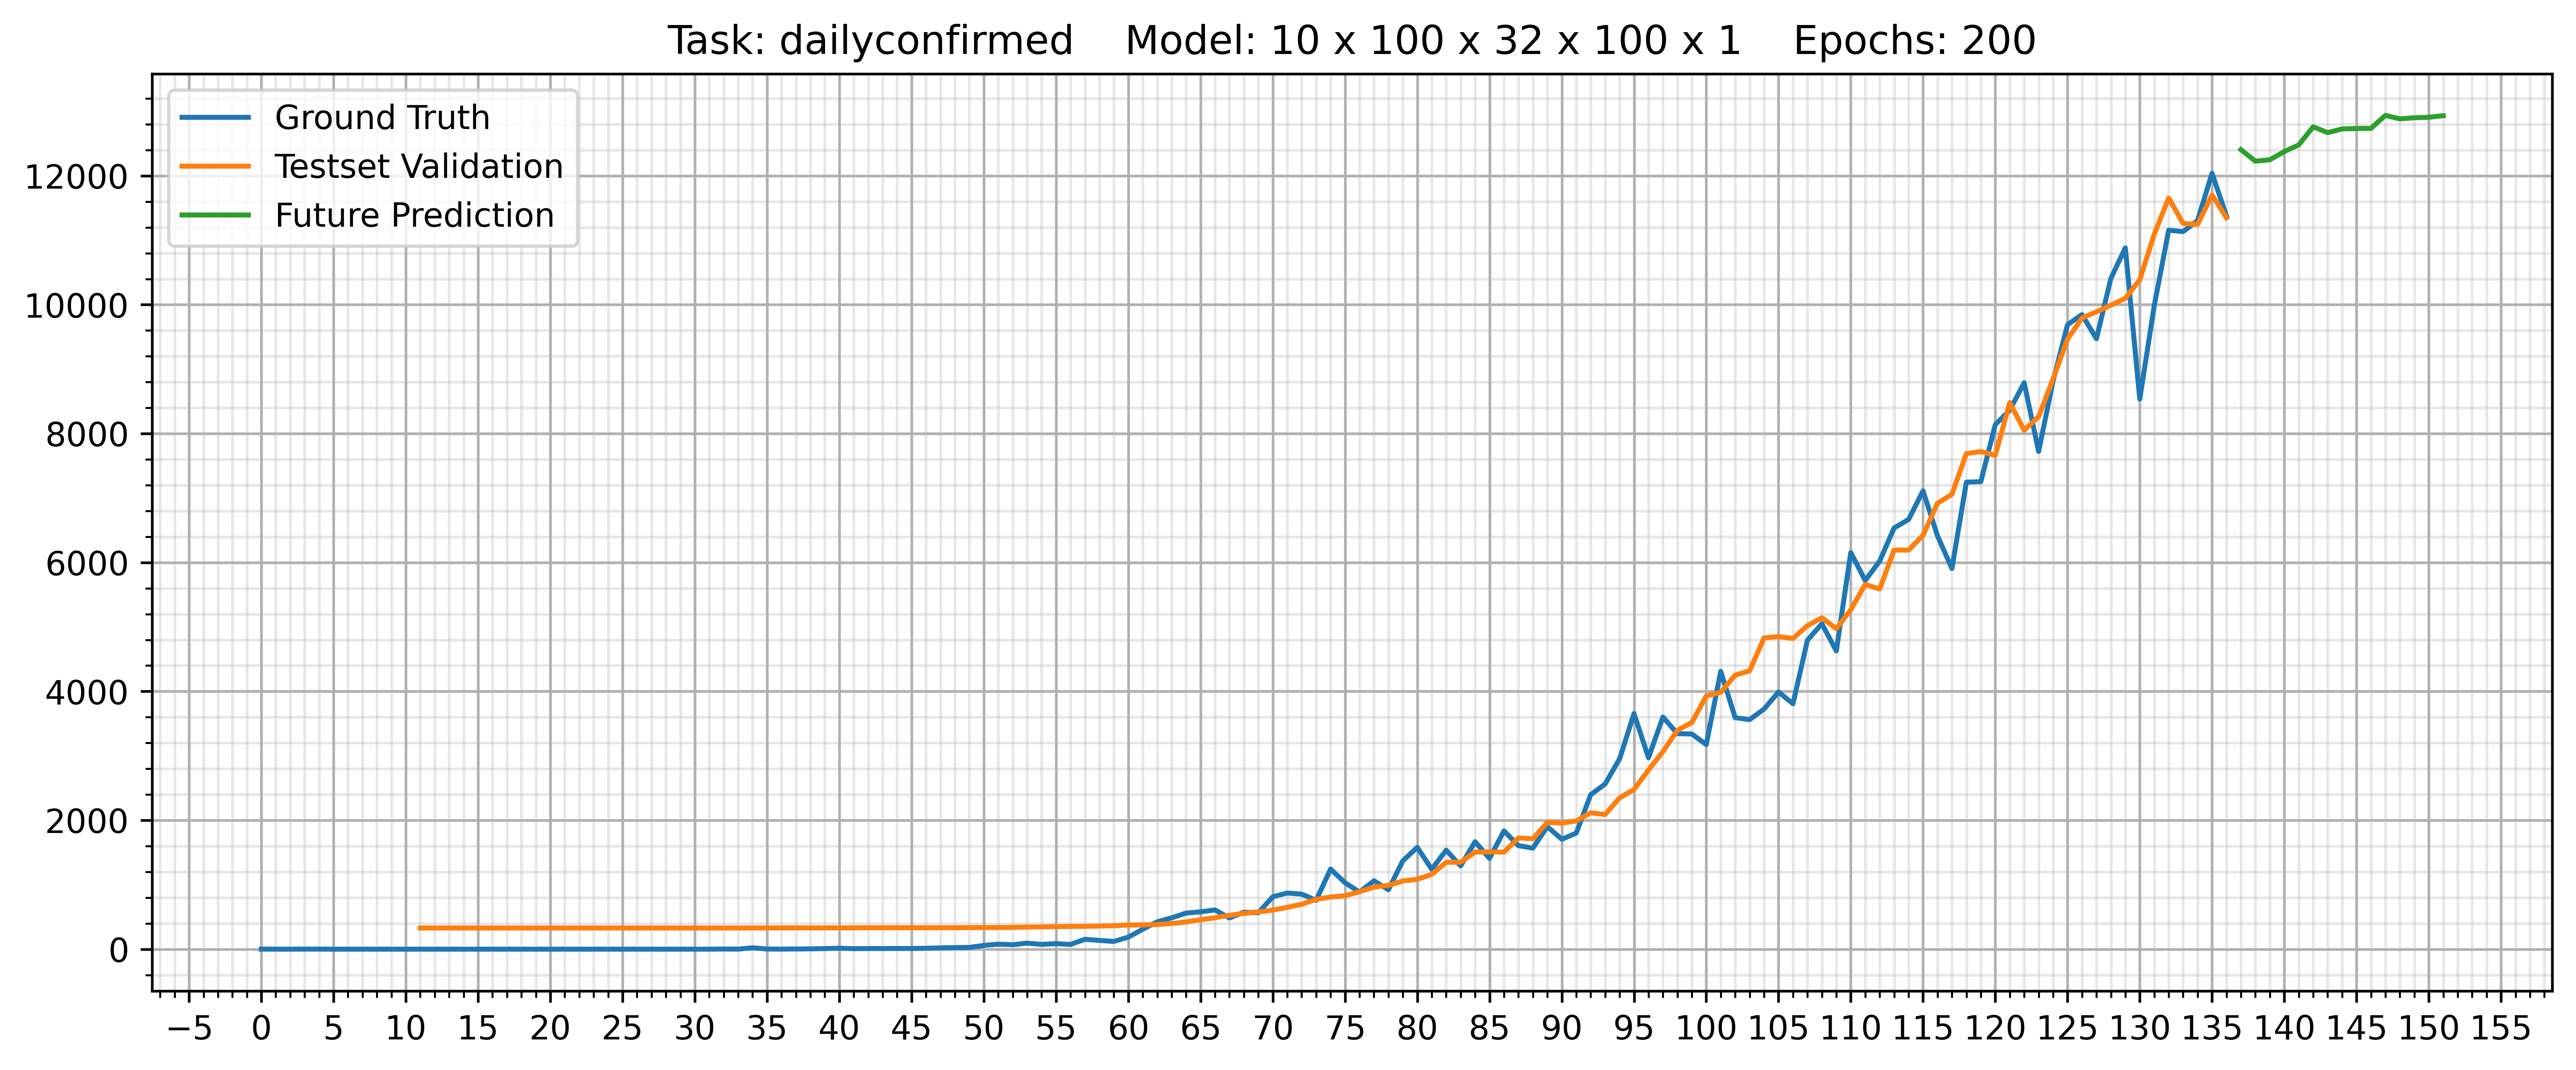 Task: dailyconfirmed    Model: 10 x 100 x 32 x 100 x 1    Epochs: 200
Ground Truth
Testset Validation
Future Prediction
12000
10000
8000
6000
4000
2000
0
−5 0 5 10 15 20 25 30 35 40 45 50 55 60 65 70 75 80 85 90 95 100 105 110 115 120 125 130 135 140 145 150 155